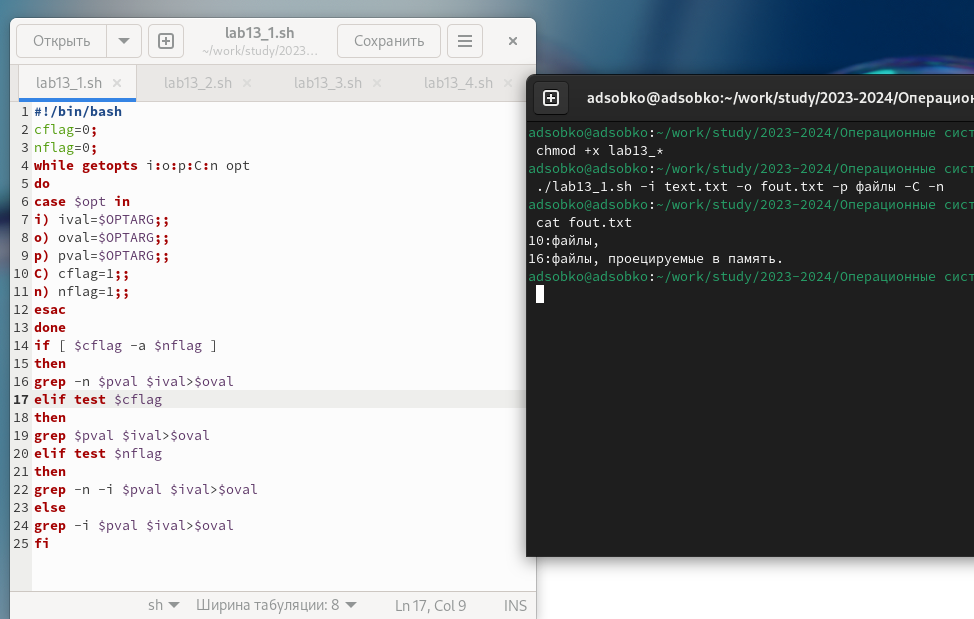 Открыть
lab13_1.sh
~/work/study/2023…
Сохранить
lab13_1.sh
lab13_2.sh
lab13_3.sh
lab13_4.sh
1 #!/bin/bash
2 cflag=0;
3 nflag=0;
4 while getopts i:o:p:C:n opt
5 do
6 case $opt in
7 i) ival=$OPTARG;;
8 o) oval=$OPTARG;;
9 p) pval=$OPTARG;;
10 C) cflag=1;;
11 n) nflag=1;;
12 esac
13 done
14 if [ $cflag -a $nflag ]
15 then
16 grep -n $pval $ival>$oval
17 elif test $cflag
18 then
19 grep $pval $ival>$oval
20 elif test $nflag
21 then
22 grep -n -i $pval $ival>$oval
23 else
24 grep -i $pval $ival>$oval
25 fi
sh
Ширина табуляции: 8
Ln 17, Col 9
INS
adsobko@adsobko:~/work/study/2023-2024/Операцион
adsobko@adsobko:~/work/study/2023-2024/Операционные сист
chmod +x lab13_*
adsobko@adsobko:~/work/study/2023-2024/Операционные сист
./lab13_1.sh -i text.txt -o fout.txt -p файлы -C -n
adsobko@adsobko:~/work/study/2023-2024/Операционные сист
cat fout.txt
10:файлы,
16:файлы, проецируемые в память.
adsobko@adsobko:~/work/study/2023-2024/Операционные сист